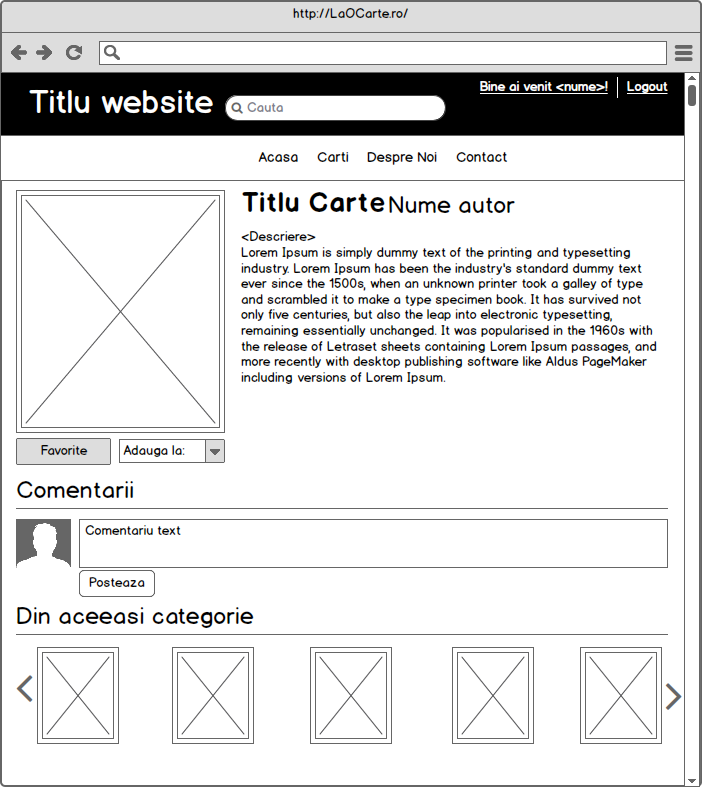 http://LaOCarte.ro/
Bine ai venit <nume>!
Logout
Titlu website
Cauta
Acasa Carti Despre Noi Contact
Titlu Carte Nume autor
<Descriere>
Lorem Ipsum is simply dummy text of the printing and typesetting
industry. Lorem Ipsum has been the industry's standard dummy text
ever since the 1500s, when an unknown printer took a galley of type
and scrambled it to make a type specimen book. It has survived not
only five centuries, but also the leap into electronic typesetting,
remaining essentially unchanged. It was popularised in the 1960s with
the release of Letraset sheets containing Lorem Ipsum passages, and
more recently with desktop publishing software like Aldus PageMaker
including versions of Lorem Ipsum.
Favorite
Adauga la:
Comentarii
Comentariu text
Posteaza
Din aceeasi categorie